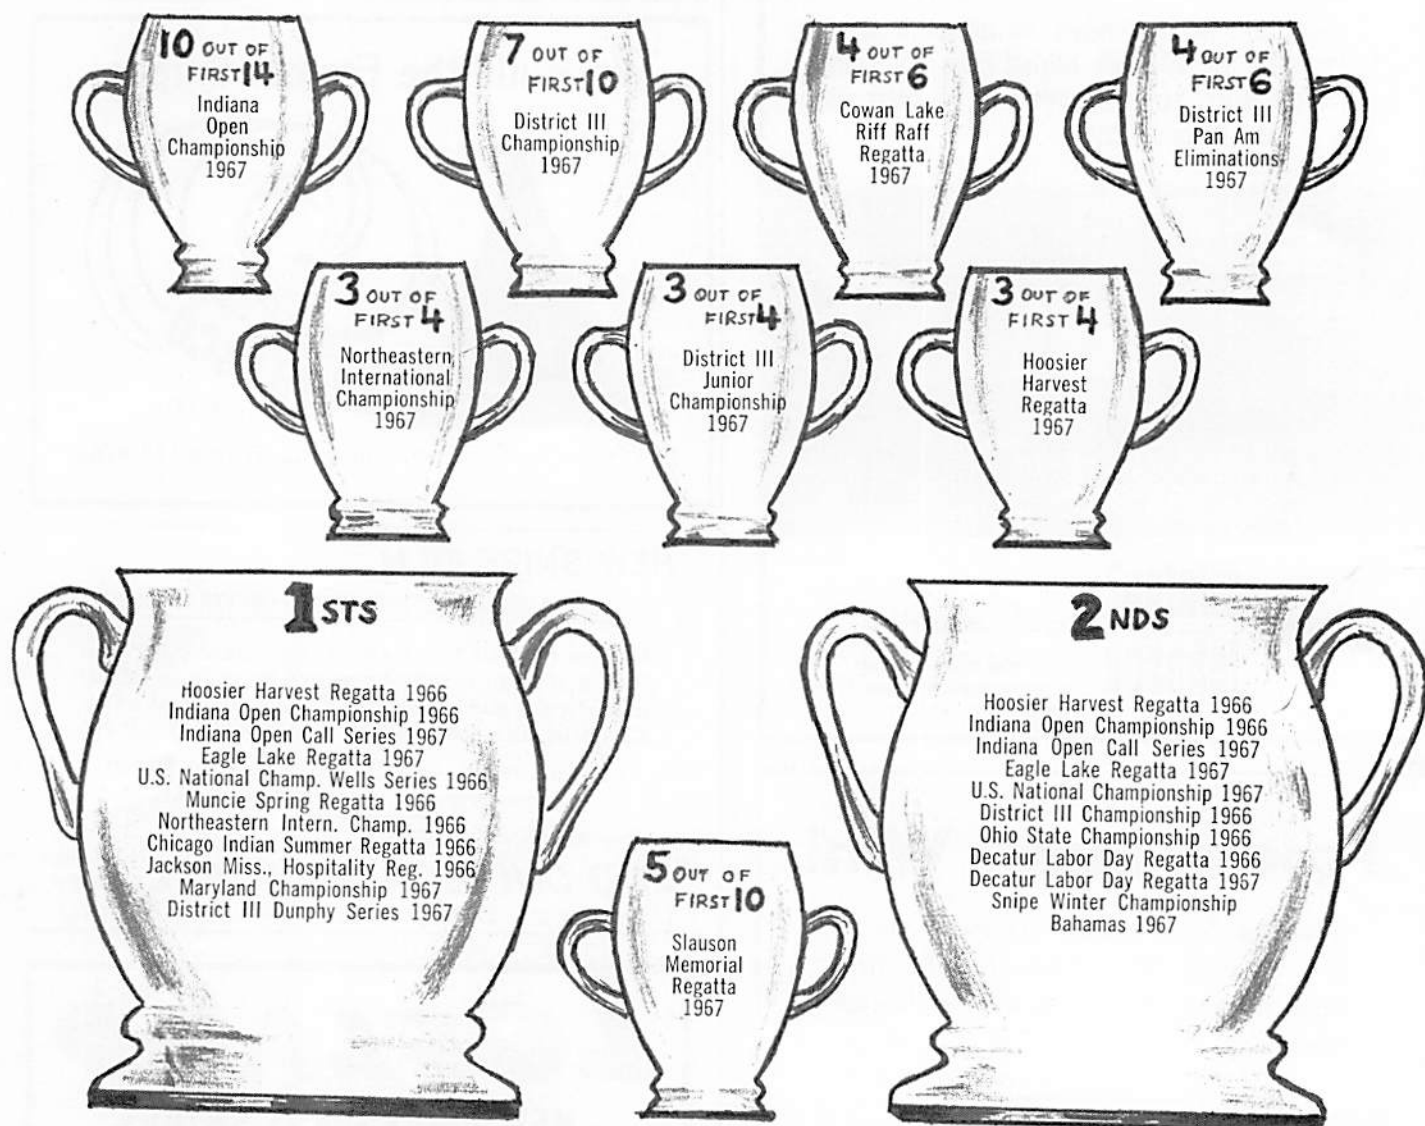 10 OUT OF
FIRST 14
Indiana
Open
Championship
1967
7 OUT OF
FIRST 10
District III
Championship
1967
4 OUT OF
FIRST 6
Cowan Lake
Riff Raff
Regatta
1967
4 OUT OF
FIRST 6
District III
Pan Am
Eliminations
1967
3 OUT OF
FIRST 4
Northeastern
International
Championship
1967
3 OUT OF
FIRST 4
District III
Junior
Championship
1967
3 OUT OF
FIRST 4
Hoosier
Harvest
Regatta
1967
1STS
Hoosier Harvest Regatta 1966
Indiana Open Championship 1966
Indiana Open Call Series 1967
Eagle Lake Regatta 1967
U.S. National Champ. Wells Series 1966
Muncie Spring Regatta 1966
Northeastern Intern. Champ. 1966
Chicago Indian Summer Regatta 1966
Jackson Miss., Hospitality Reg. 1966
Maryland Championship 1967
District III Dunphy Series 1967
5 OUT OF
FIRST 10
Slauson
Memorial
Regatta
1967
2NDS
Hoosier Harvest Regatta 1966
Indiana Open Championship 1966
Indiana Open Call Series 1967
Eagle Lake Regatta 1967
U.S. National Championship 1967
District III Championship 1966
Ohio State Championship 1966
Decatur Labor Day Regatta 1966
Decatur Labor Day Regatta 1967
Snipe Winter Championship
Bahamas 1967